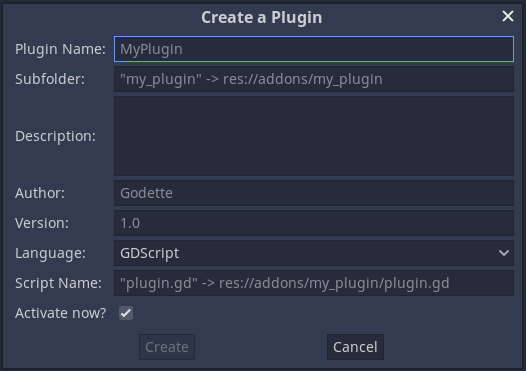 Create a Plugin
Plugin Name: MyPlugin
Subfolder: "my_plugin" -> res://addons/my_plugin
Description:
Author: Godette
Version: 1.0
Language: GDScript
Script Name: "plugin.gd" -> res://addons/my_plugin/plugin.gd
Activate now?
Create Cancel